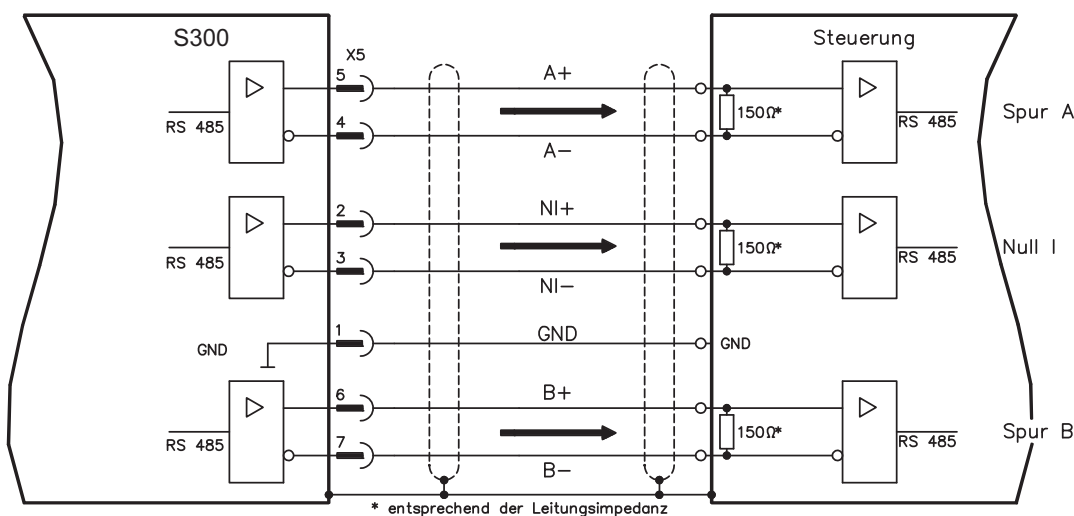 S300
Steuerung
X5
5
A+
150Ω*
RS 485
RS 485
Spur A
4
A−
2
NI+
150Ω*
RS 485
RS 485
Null I
3
NI−
1
GND
GND
GND
6
B+
150Ω*
RS 485
RS 485
Spur B
7
B−
* entsprechend der Leitungsimpedanz